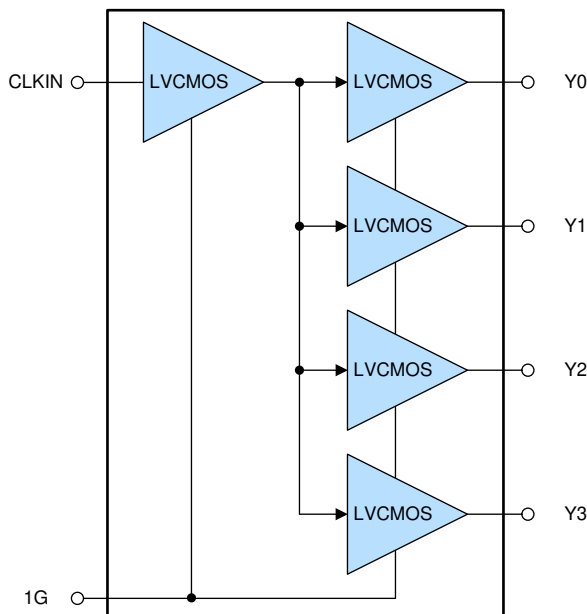 CLKIN
LVCMOS
LVCMOS
Y0
LVCMOS
Y1
LVCMOS
Y2
LVCMOS
Y3
1G